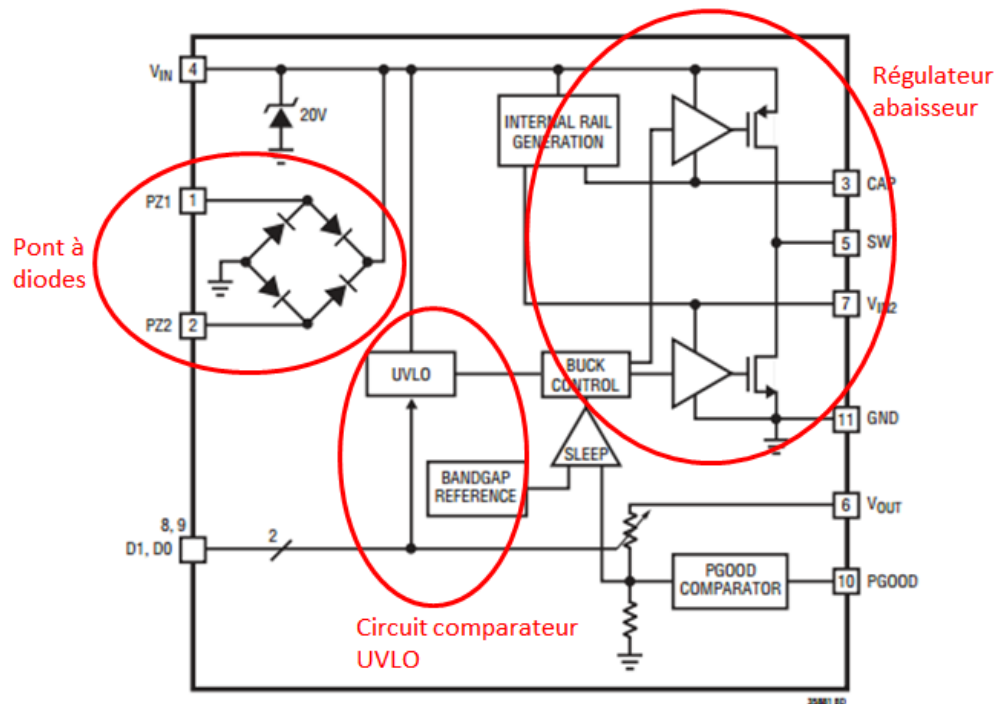 Régulateur
abaisseur
VIN 4
20V
INTERNAL RAIL
GENERATION
PZ1 1
3 CAP
Pont à
diodes
5 SW
7 VIN2
PZ2 2
UVLO
BUCK
CONTROL
11 GND
SLEEP
BANDGAP
REFERENCE
6 VOUT
8, 9
D1, D0
2
PGOOD
COMPARATOR
10 PGOOD
Circuit comparateur
UVLO